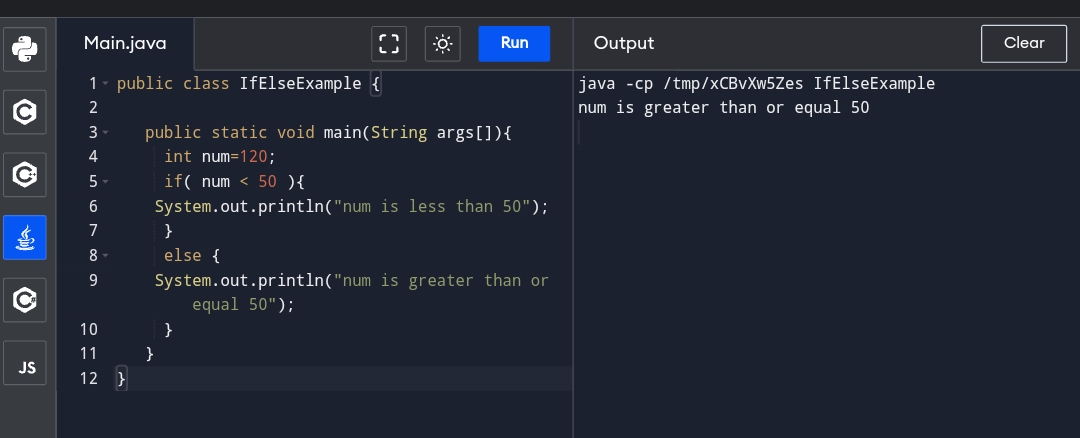 Main.java
Run
Output
Clear
1 public class IfElseExample {
2
3 public static void main(String args[]){
4 int num=120;
5 if( num < 50 ){
6 System.out.println("num is less than 50");
7 }
8 else {
9 System.out.println("num is greater than or
equal 50");
10 }
11 }
12 }
java -cp /tmp/xCBvXw5Zes IfElseExample
num is greater than or equal 50
C
C++
C#
JS